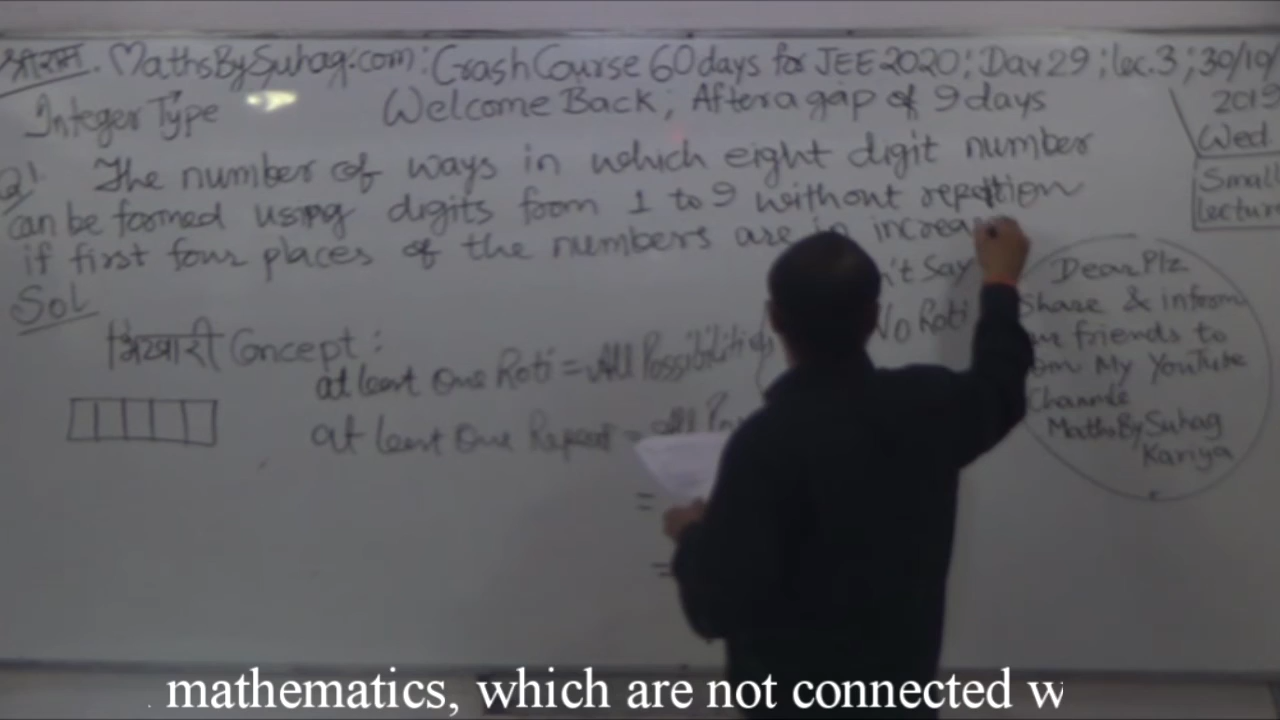 श्रीराम. MathsBySuhag.com: Crash Course 60 days for JEE 2020; Day 29; lec.3; 30/10/
2019
Wed
Integer Type Welcome Back, After a gap of 9 days
Q1 The number of ways in which eight digit number
can be formed using digits from 1 to 9 without repetition
if first four places of the numbers are in increa
Small
lecture
Sol
't Say
No Roti
भिखारी Concept:
at least One Roti = All Possibilities
at least One Repeat =
=
=
Dear Plz
Share & inform
friends to
My YouTube
Channel
MathsBySuhag
Kariya
mathematics, which are not connected w